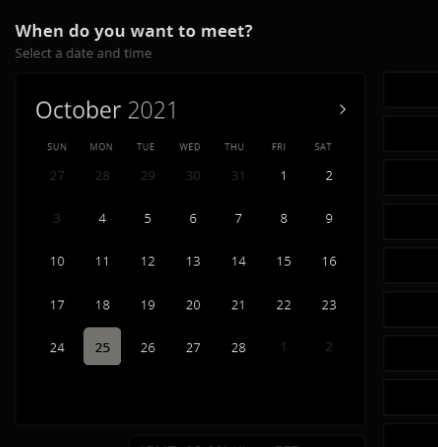 When do you want to meet?
Select a date and time
October 2021
SUN MON TUE WED THU FRI SAT
27 28 29 30 31 1 2
3 4 5 6 7 8 9
10 11 12 13 14 15 16
17 18 19 20 21 22 23
24 25 26 27 28 1 2